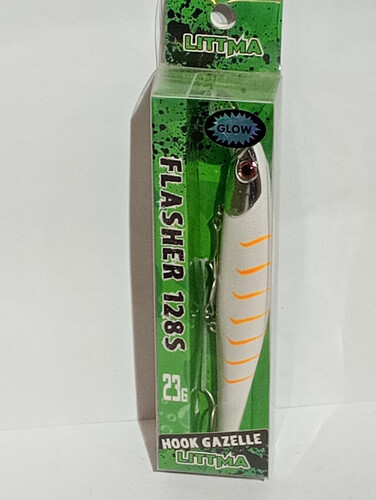 LITTMA
GLOW
FLASHER 128S
23G
HOOK GAZELLE
LITTMA